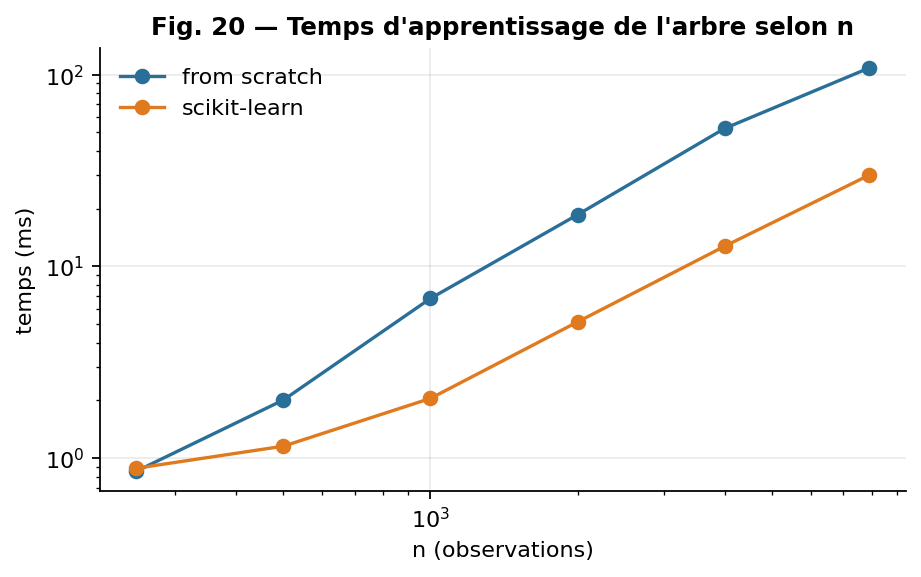 Fig. 20 — Temps d'apprentissage de l'arbre selon n
from scratch
scikit-learn
10²
10¹
10⁰
temps (ms)
10³
n (observations)